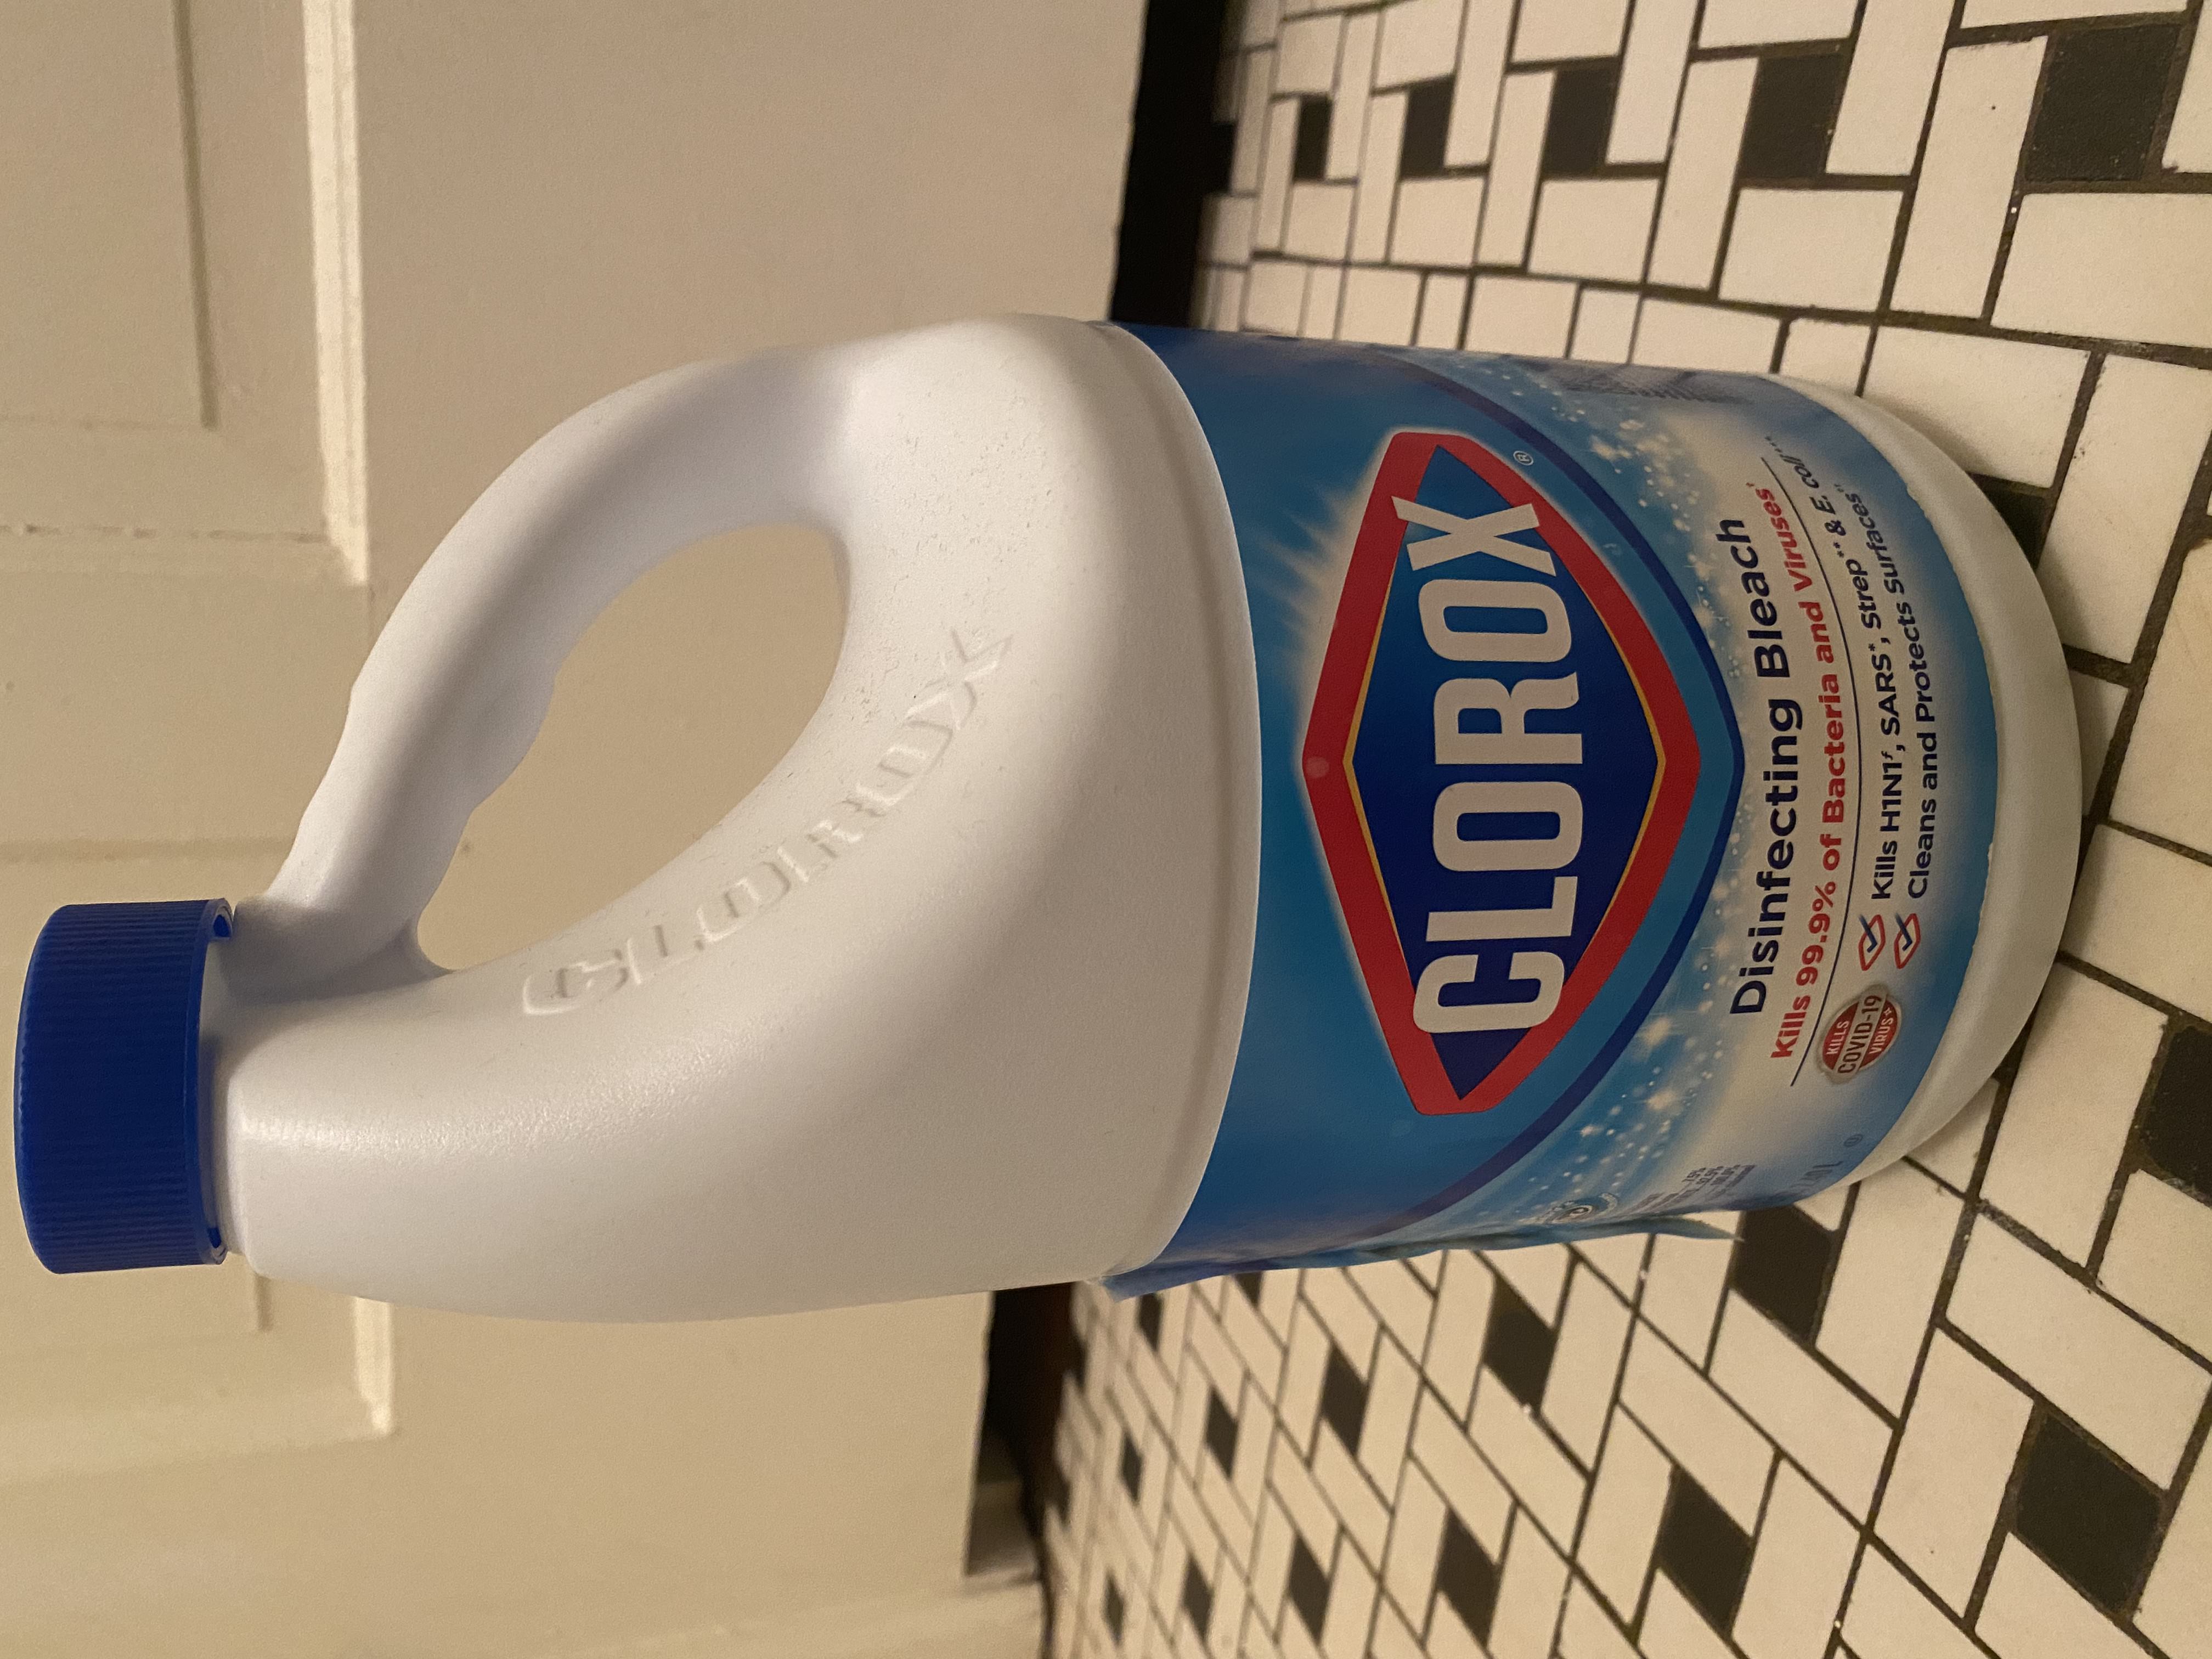 CLOROX
CLOROX
®
Disinfecting Bleach
Kills 99.9% of Bacteria and Viruses†
KILLS
COVID-19
VIRUS+
Kills H1N1ƒ, SARS*, Strep** & E. coli***
Cleans and Protects Surfaces